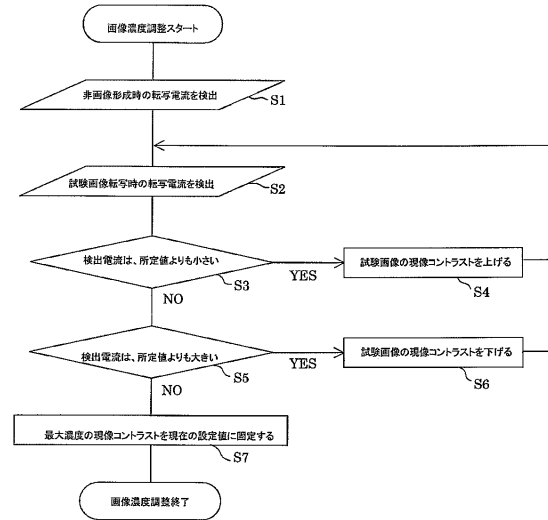 画像濃度調整スタート
非画像形成時の転写電流を検出
S1
試験画像転写時の転写電流を検出
S2
検出電流は、所定値よりも小さい
S3
YES
試験画像の現像コントラストを上げる
S4
NO
検出電流は、所定値よりも大きい
S5
YES
試験画像の現像コントラストを下げる
S6
NO
最大濃度の現像コントラストを現在の設定値に固定する
S7
画像濃度調整終了